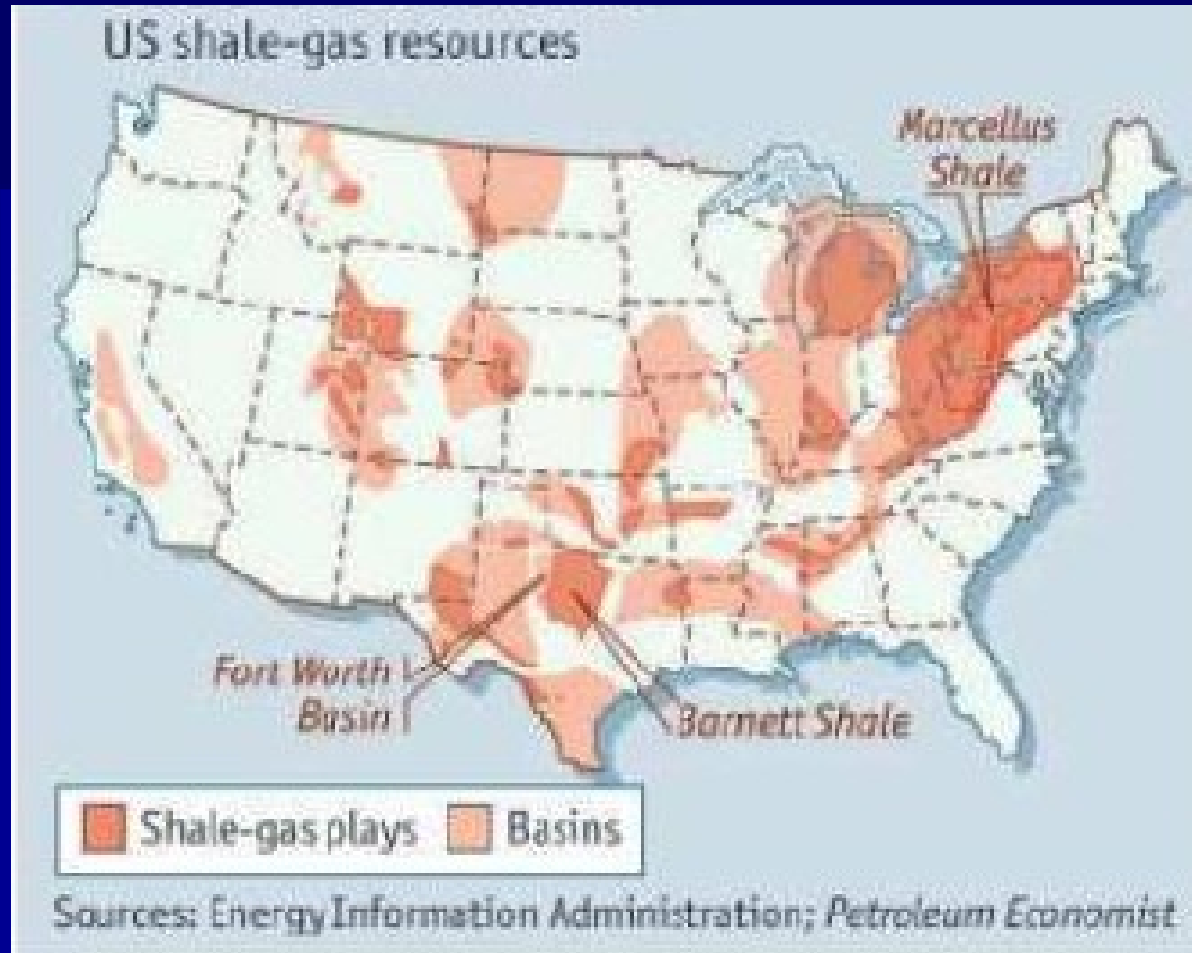 US shale-gas resources
Marcellus
Shale
Fort Worth
Basin
Barnett Shale
Shale-gas plays
Basins
Sources: Energy Information Administration; Petroleum Economist